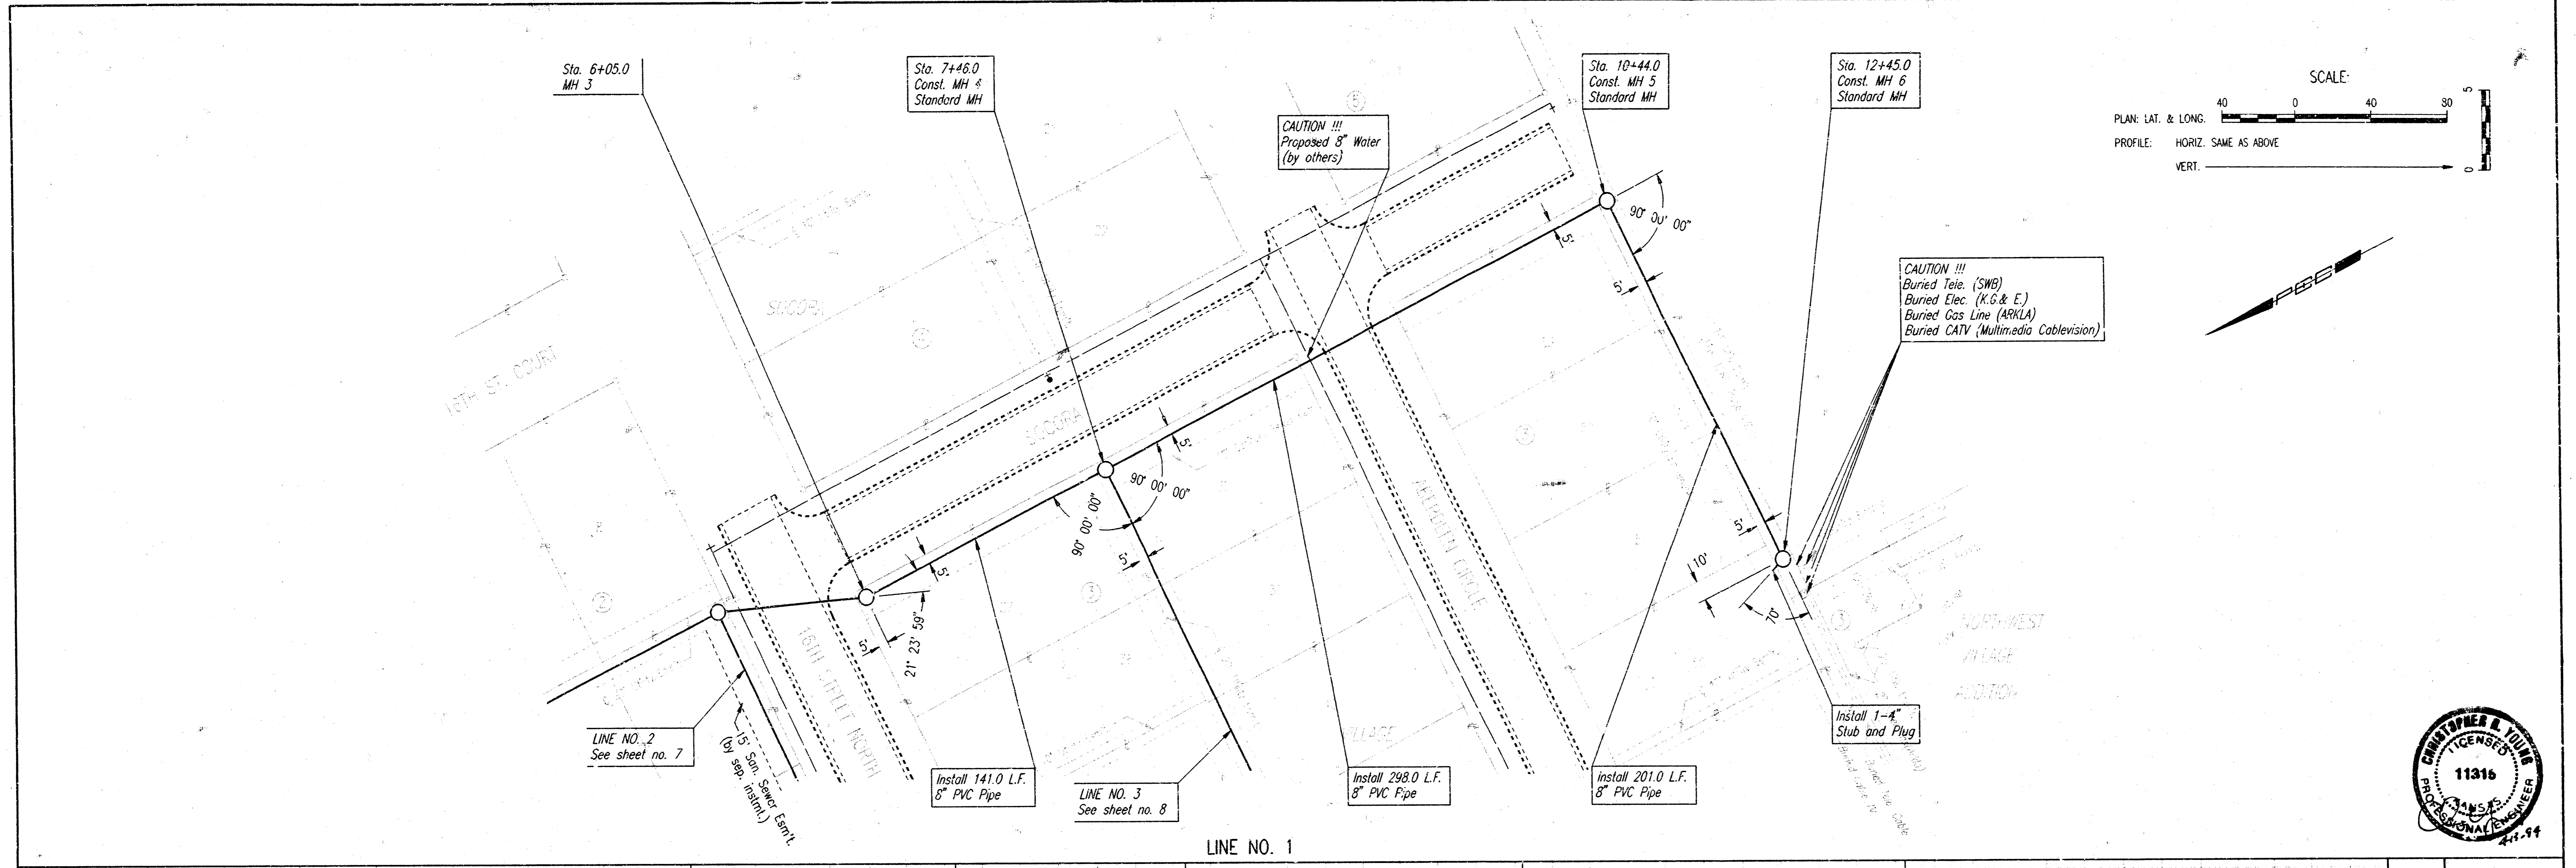 Sta. 6+05.0
MH 3
Sta. 7+46.0
Const. MH 4
Standard MH
CAUTION !!!
Proposed 8" Water
(by others)
Sta. 10+44.0
Const. MH 5
Standard MH
Sta. 12+45.0
Const. MH 6
Standard MH
SCALE:
40 0 40 80
5
0
PLAN: LAT. & LONG.
PROFILE: HORIZ. SAME AS ABOVE
VERT.
90° 00' 00"
5'
5'
CAUTION !!!
Buried Tele. (SWB)
Buried Elec. (K.G.& E.)
Buried Gas Line (ARKLA)
Buried CATV (Multimedia Cablevision)
PEC
SOCORA
16TH ST. COURT
SOCORA
5'
90° 00' 00"
90° 00' 00"
5'
5'
21° 23' 59"
5'
16TH STREET NORTH
ABERDEEN CIRCLE
5'
10'
70'
NORTHWEST
VILLAGE
ADDITION
VILLAGE
LINE NO. 2
See sheet no. 7
15' San. Sewer Esm't.
(by sep. instmt.)
Install 141.0 L.F.
8" PVC Pipe
LINE NO. 3
See sheet no. 8
Install 298.0 L.F.
8" PVC Pipe
Install 201.0 L.F.
8" PVC Pipe
Install 1-4"
Stub and Plug
LINE NO. 1
CHRISTOPHER R. YOUNG
LICENSED
11316
KANSAS
PROFESSIONAL ENGINEER